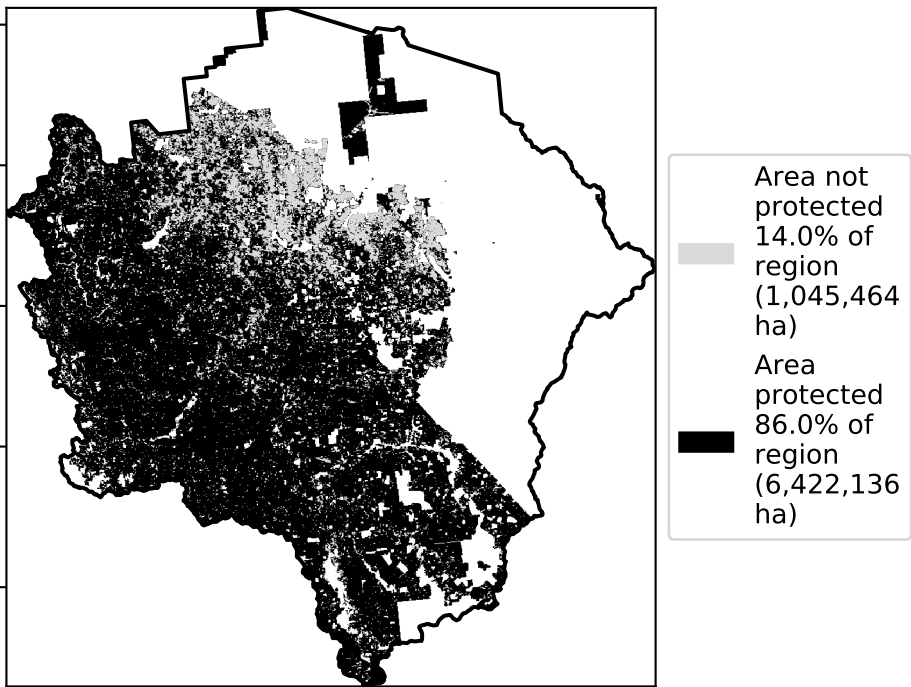 Area not
protected
14.0% of
region
(1,045,464
ha)
Area
protected
86.0% of
region
(6,422,136
ha)